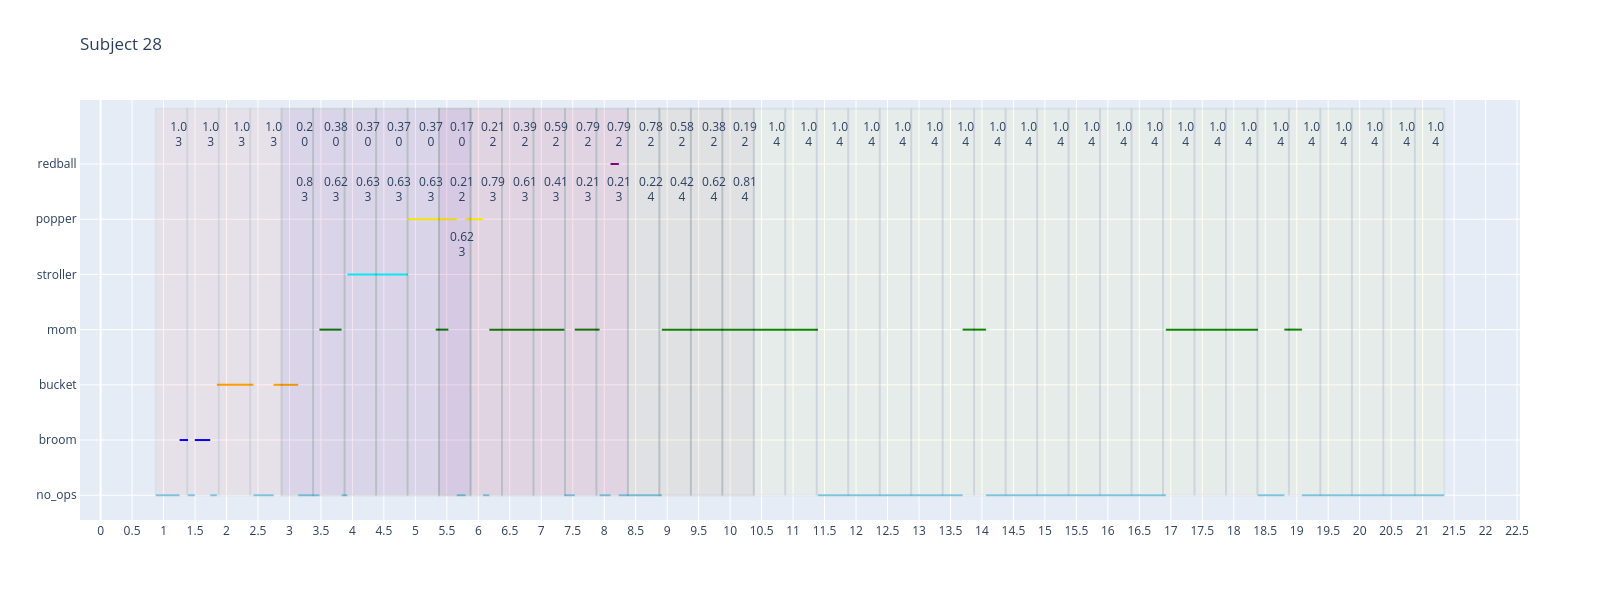 Subject 28
1.0 1.0 1.0 1.0 0.2 0.38 0.37 0.37 0.37 0.17 0.21 0.39 0.59 0.79 0.79 0.78 0.58 0.38 0.19 1.0 1.0 1.0 1.0 1.0 1.0 1.0 1.0 1.0 1.0 1.0 1.0 1.0 1.0 1.0 1.0 1.0 1.0 1.0 1.0 1.0 1.0
3 3 3 3 0 0 0 0 0 0 2 2 2 2 2 2 2 2 2 4 4 4 4 4 4 4 4 4 4 4 4 4 4 4 4 4 4 4 4 4 4
redball
0.8 0.62 0.63 0.63 0.63 0.21 0.79 0.61 0.41 0.21 0.21 0.22 0.42 0.62 0.81
3 3 3 3 3 2 3 3 3 3 3 4 4 4 4
popper
0.62
3
stroller
mom
bucket
broom
no_ops
0 0.5 1 1.5 2 2.5 3 3.5 4 4.5 5 5.5 6 6.5 7 7.5 8 8.5 9 9.5 10 10.5 11 11.5 12 12.5 13 13.5 14 14.5 15 15.5 16 16.5 17 17.5 18 18.5 19 19.5 20 20.5 21 21.5 22 22.5